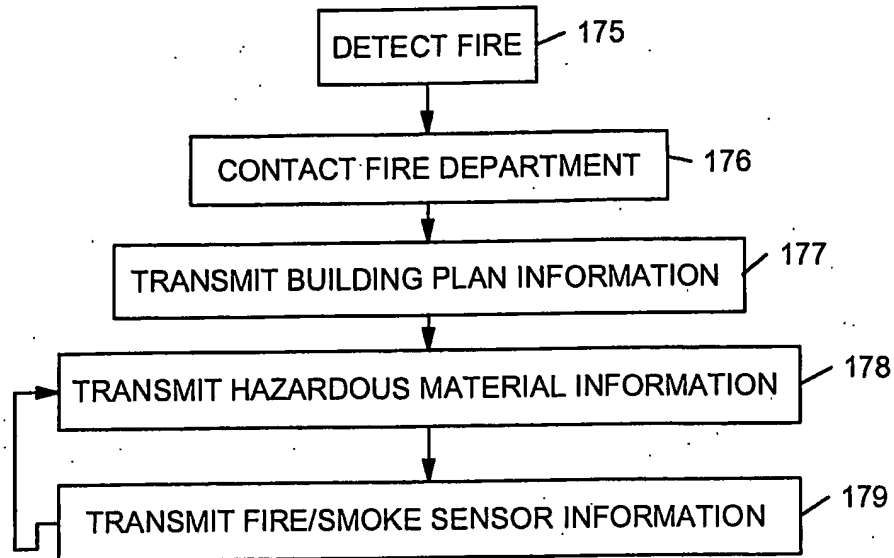 DETECT FIRE
175
CONTACT FIRE DEPARTMENT
176
TRANSMIT BUILDING PLAN INFORMATION
177
TRANSMIT HAZARDOUS MATERIAL INFORMATION
178
TRANSMIT FIRE/SMOKE SENSOR INFORMATION
179